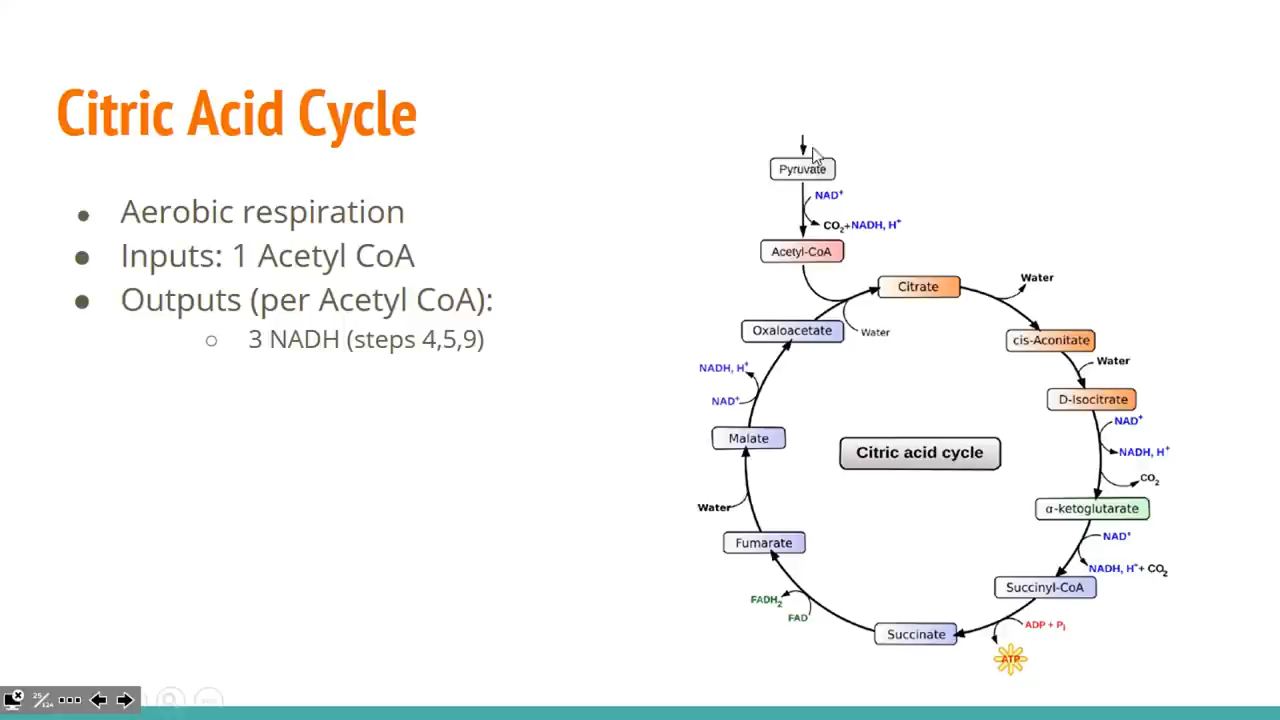 Citric Acid Cycle
● Aerobic respiration
● Inputs: 1 Acetyl CoA
● Outputs (per Acetyl CoA):
○ 3 NADH (steps 4,5,9)
Pyruvate
NAD⁺
CO₂+NADH, H⁺
Acetyl-CoA
Citrate
Water
Oxaloacetate
Water
cis-Aconitate
Water
NADH, H⁺
D-Isocitrate
NAD⁺
NAD⁺
Malate
NADH, H⁺
Citric acid cycle
CO₂
Water
α-ketoglutarate
Fumarate
NAD⁺
NADH, H⁺+ CO₂
Succinyl-CoA
FADH₂
FAD
ADP + Pᵢ
Succinate
ATP
25/124